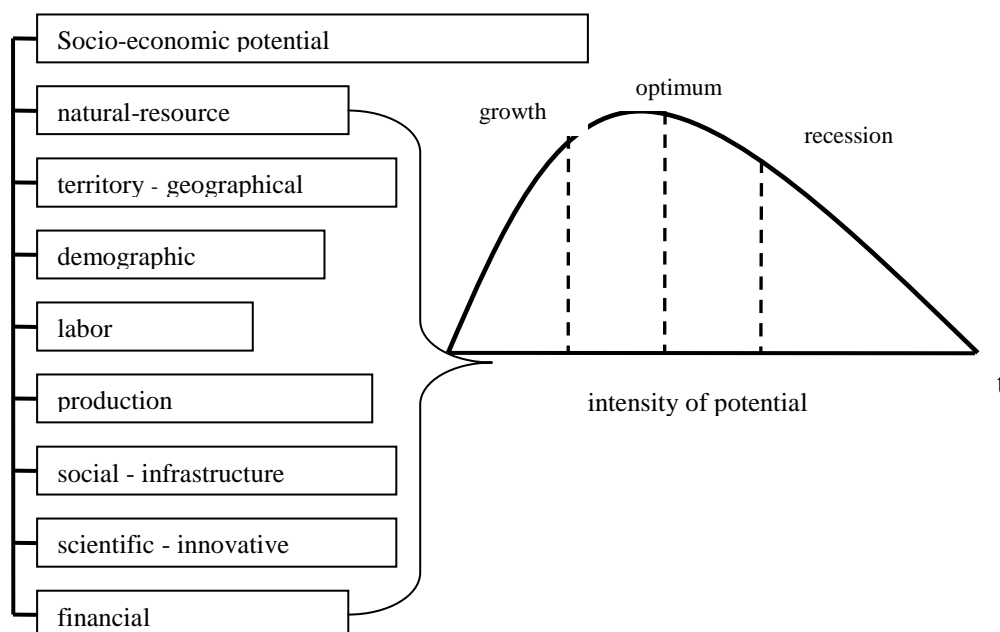 Socio-economic potential
natural-resource
territory - geographical
demographic
labor
production
social - infrastructure
scientific - innovative
financial
growth
optimum
recession
intensity of potential
t